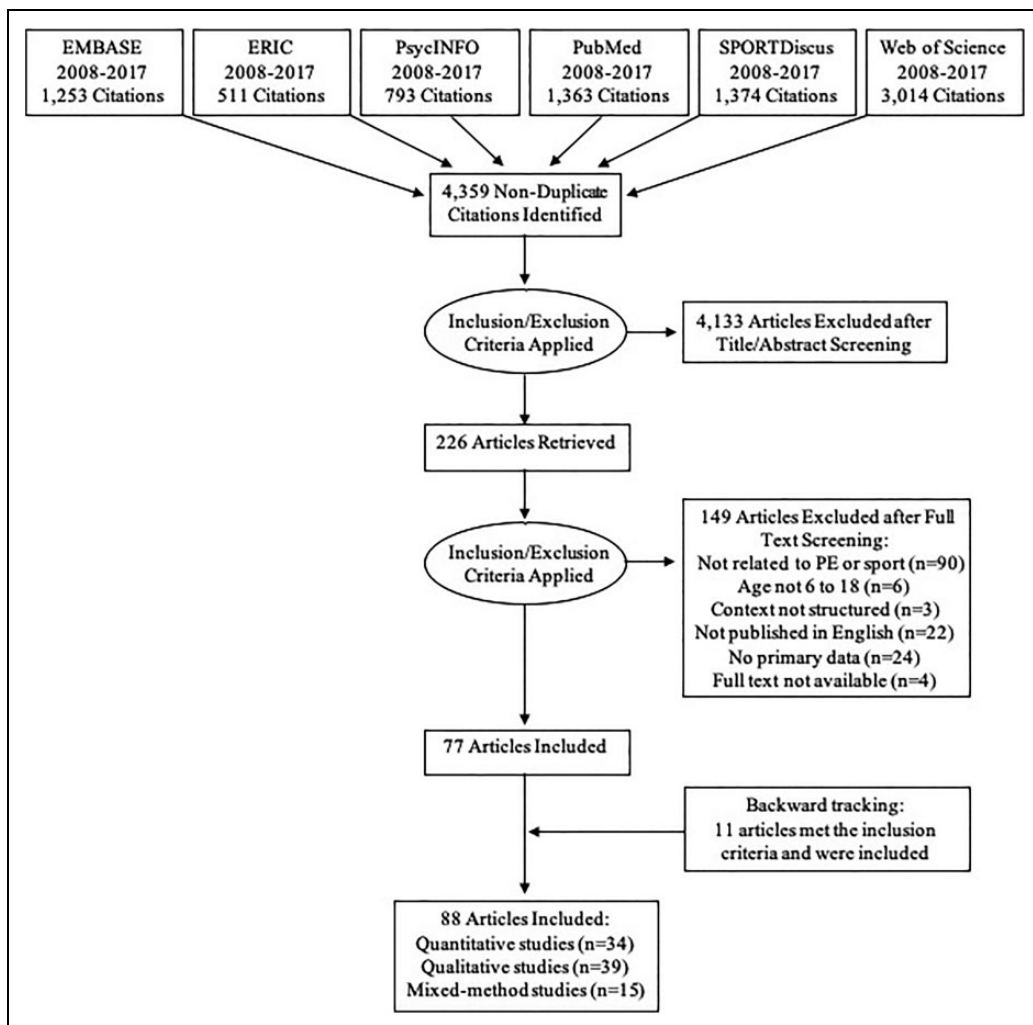 EMBASE
2008-2017
1,253 Citations
ERIC
2008-2017
511 Citations
PsycINFO
2008-2017
793 Citations
PubMed
2008-2017
1,363 Citations
SPORTDiscus
2008-2017
1,374 Citations
Web of Science
2008-2017
3,014 Citations
4,359 Non-Duplicate
Citations Identified
Inclusion/Exclusion
Criteria Applied
4,133 Articles Excluded after
Title/Abstract Screening
226 Articles Retrieved
Inclusion/Exclusion
Criteria Applied
149 Articles Excluded after Full
Text Screening:
Not related to PE or sport (n=90)
Age not 6 to 18 (n=6)
Context not structured (n=3)
Not published in English (n=22)
No primary data (n=24)
Full text not available (n=4)
77 Articles Included
Backward tracking:
11 articles met the inclusion
criteria and were included
88 Articles Included:
Quantitative studies (n=34)
Qualitative studies (n=39)
Mixed-method studies (n=15)